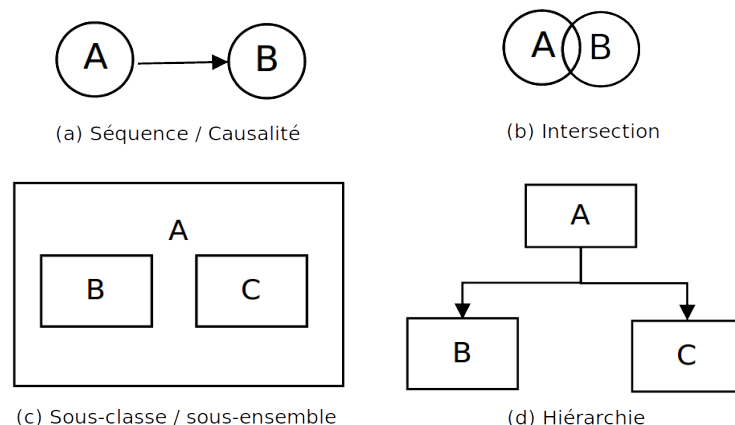 A
B
(a) Séquence / Causalité
A
B
(b) Intersection
A
B
C
(c) Sous-classe / sous-ensemble
A
B
C
(d) Hiérarchie